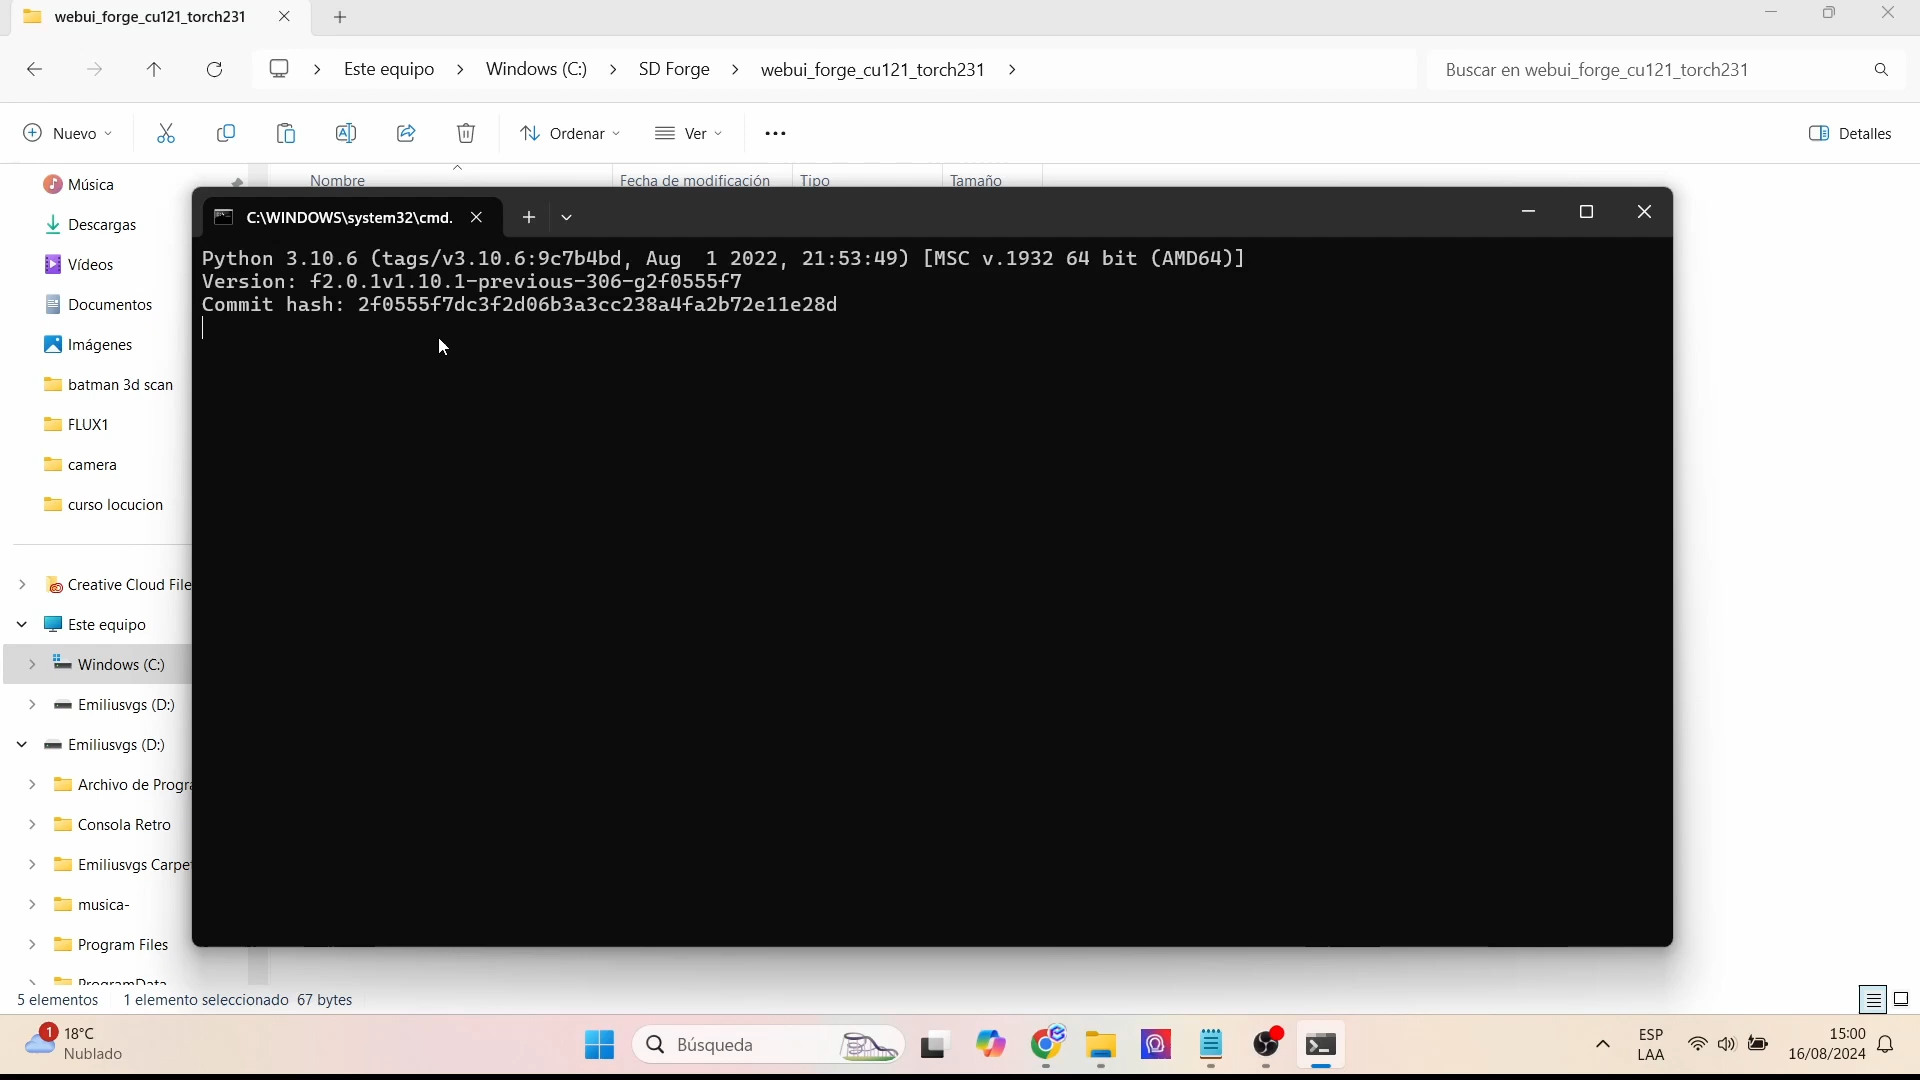 webui_forge_cu121_torch231
Este equipo
Windows (C:)
SD Forge
webui_forge_cu121_torch231
Buscar en webui_forge_cu121_torch231
Nuevo
Ordenar
Ver
Detalles
Nombre
Fecha de modificación
Tipo
Tamaño
Música
Descargas
Vídeos
Documentos
Imágenes
batman 3d scan
FLUX1
camera
curso locucion
Creative Cloud File
Este equipo
Windows (C:)
Emiliusvgs (D:)
Emiliusvgs (D:)
Archivo de Progra
Consola Retro
Emiliusvgs Carpet
musica-
Program Files
ProgramData
C:\WINDOWS\system32\cmd.
Python 3.10.6 (tags/v3.10.6:9c7b4bd, Aug  1 2022, 21:53:49) [MSC v.1932 64 bit (AMD64)]
Version: f2.0.1v1.10.1-previous-306-g2f0555f7
Commit hash: 2f0555f7dc3f2d06b3a3cc238a4fa2b72e11e28d
5 elementos
1 elemento seleccionado 67 bytes
1
18°C
Nublado
Búsqueda
ESP
LAA
15:00
16/08/2024